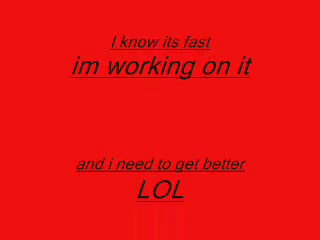 I know its fast
im working on it
and i need to get better
LOL